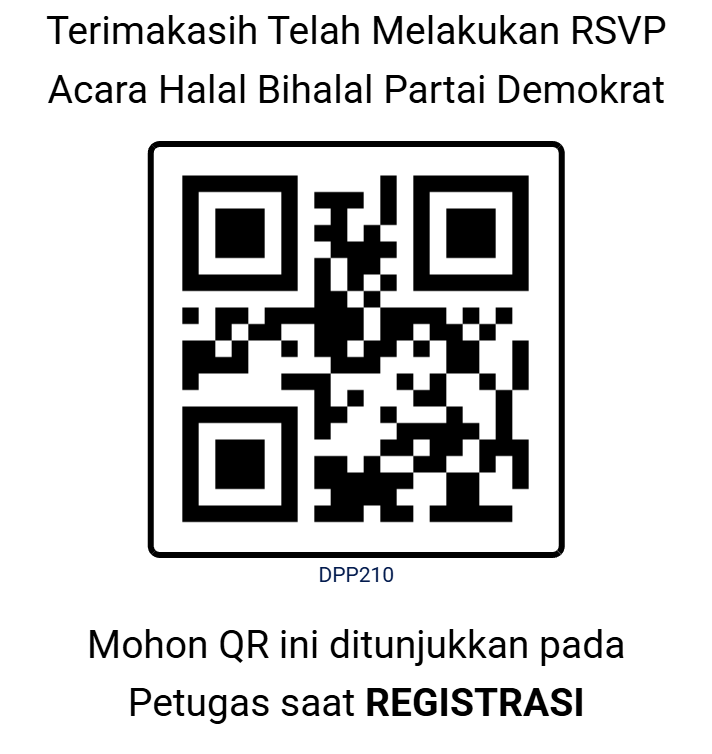 Terimakasih Telah Melakukan RSVP
Acara Halal Bihalal Partai Demokrat
DPP210
Mohon QR ini ditunjukkan pada
Petugas saat REGISTRASI